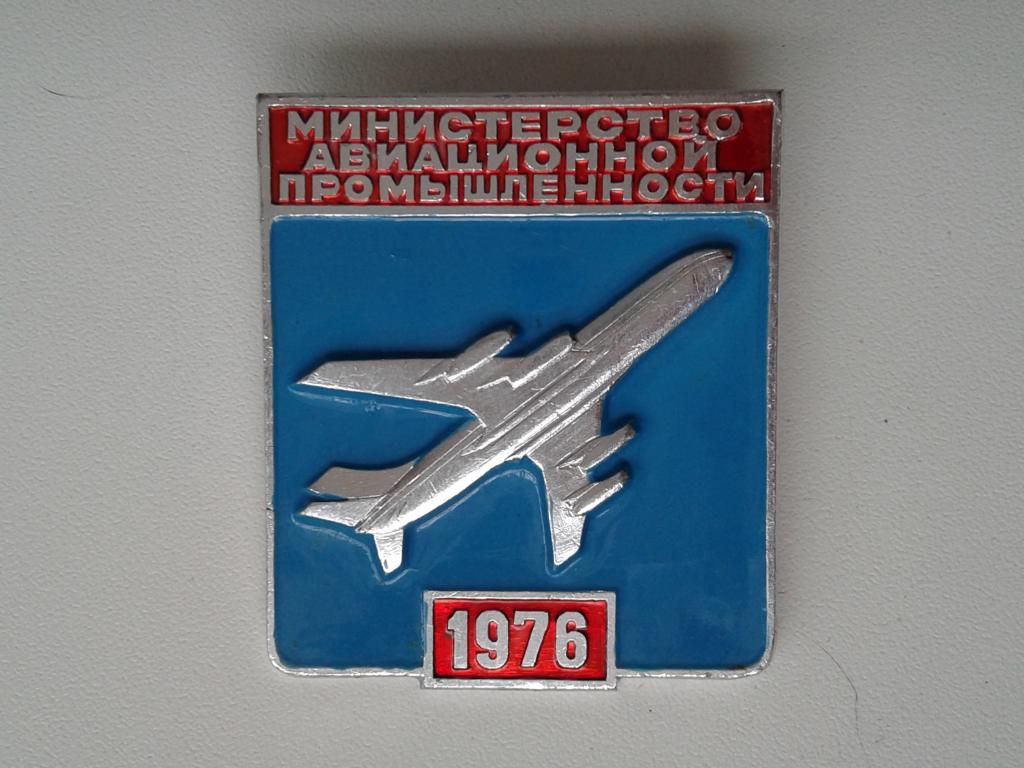 МИНИСТЕРСТВО
АВИАЦИОННОЙ
ПРОМЫШЛЕННОСТИ
1976